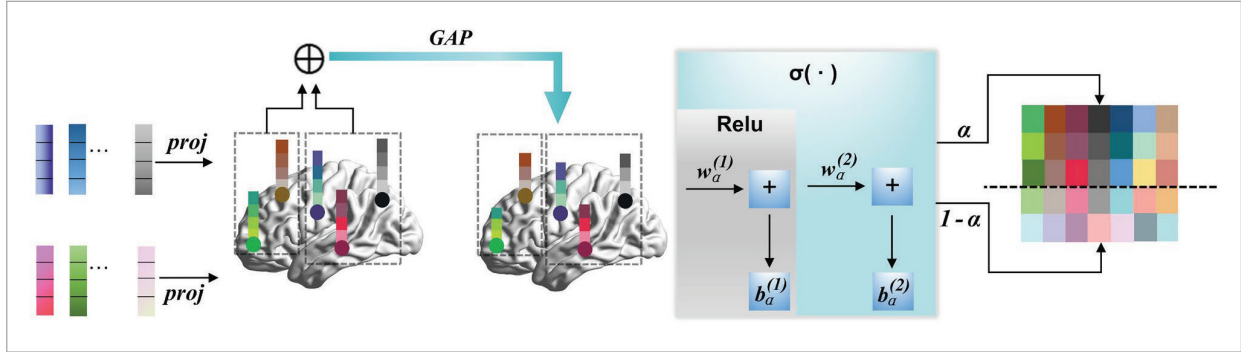 GAP
σ( · )
Relu
proj
...
...
proj
w_α^(1)
+
w_α^(2)
+
b_α^(1)
b_α^(2)
α
1 - α